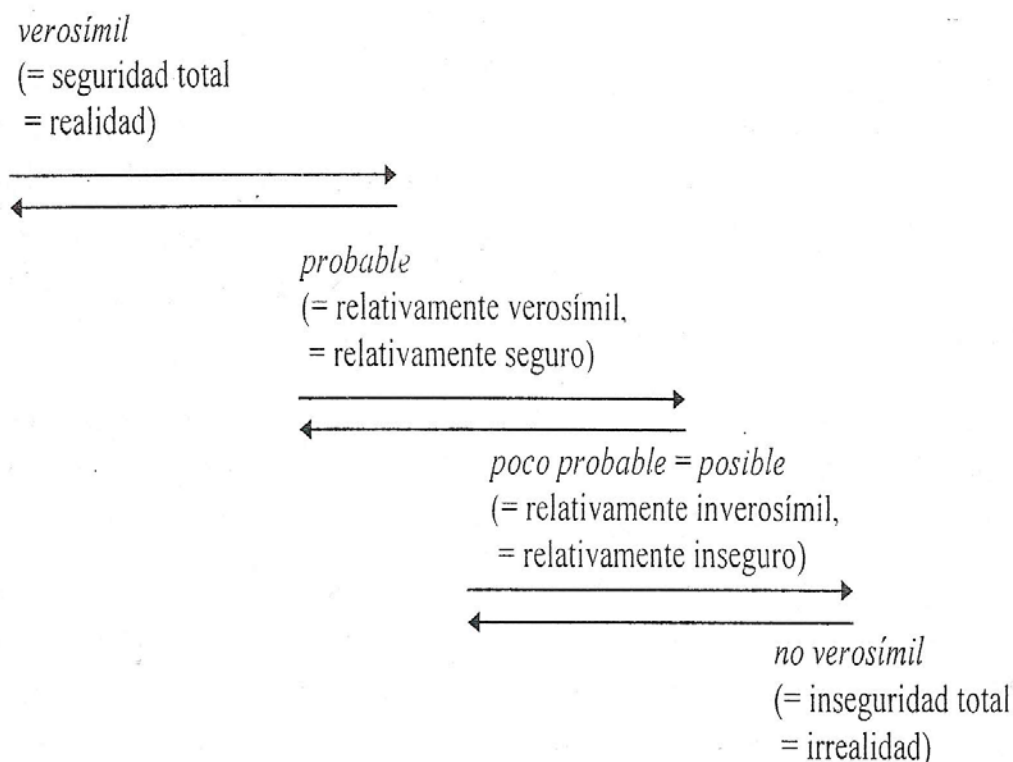 verosímil
(= seguridad total
= realidad)
probable
(= relativamente verosímil,
= relativamente seguro)
poco probable = posible
(= relativamente inverosímil,
= relativamente inseguro)
no verosímil
(= inseguridad total
= irrealidad)